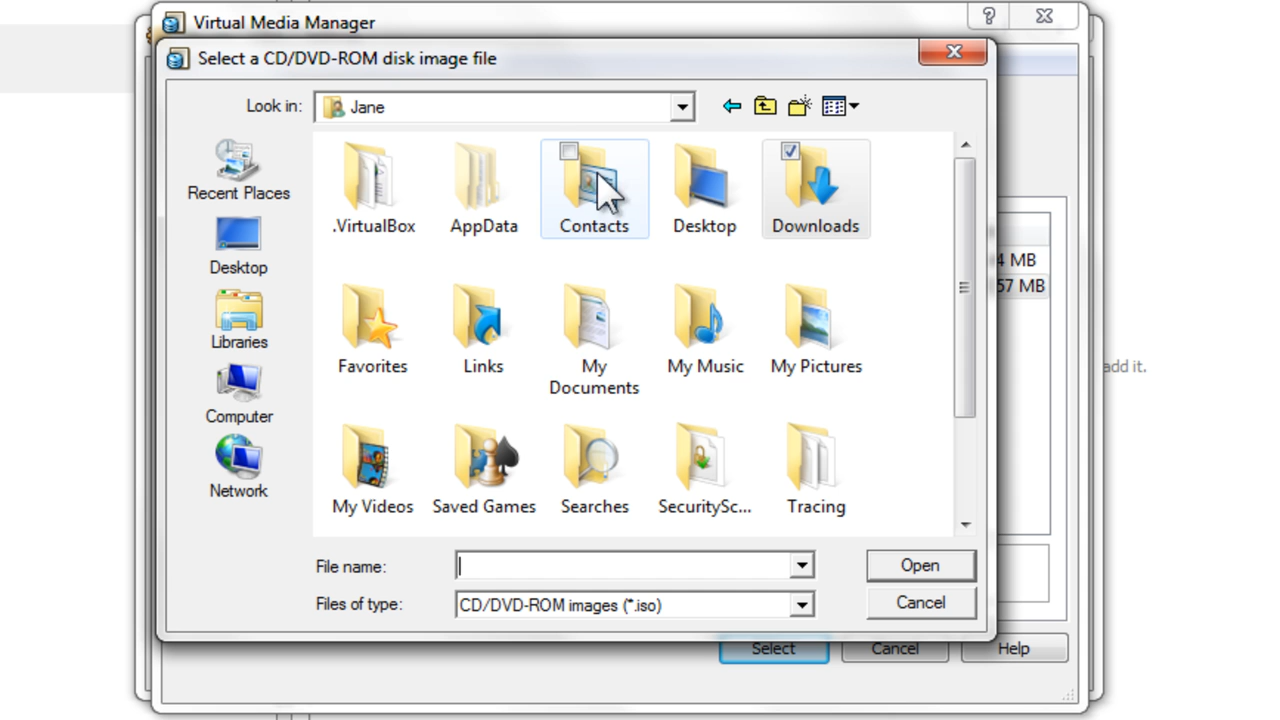 Virtual Media Manager
Select a CD/DVD-ROM disk image file
Look in:
Jane
Recent Places
Desktop
Libraries
Computer
Network
.VirtualBox
AppData
Contacts
Desktop
Downloads
Favorites
Links
My
Documents
My Music
My Pictures
My Videos
Saved Games
Searches
SecuritySc...
Tracing
File name:
Open
Files of type:
CD/DVD-ROM images (*.iso)
Cancel
4 MB
57 MB
add it.
Select
Cancel
Help